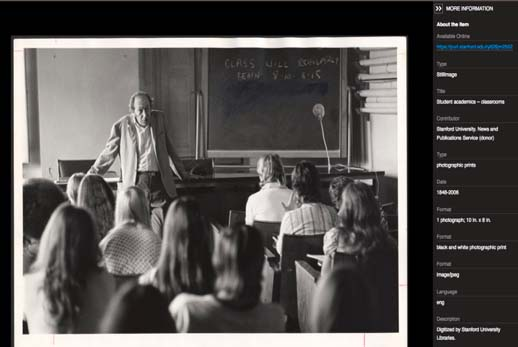 MORE INFORMATION
CLASS WILL REGULARLY
About the Item
Available Online
Type
StillImage
Title
Student academics -- classrooms
Contributor
Stanford University. News and
Publications Service (donor)
Type
photographic prints
Date
1848-2008
Format
1 photograph; 10 in. x 8 in.
Format
black and white photographic print
Format
image/jpeg
Language
eng
Description
Digitized by Stanford University
Libraries.